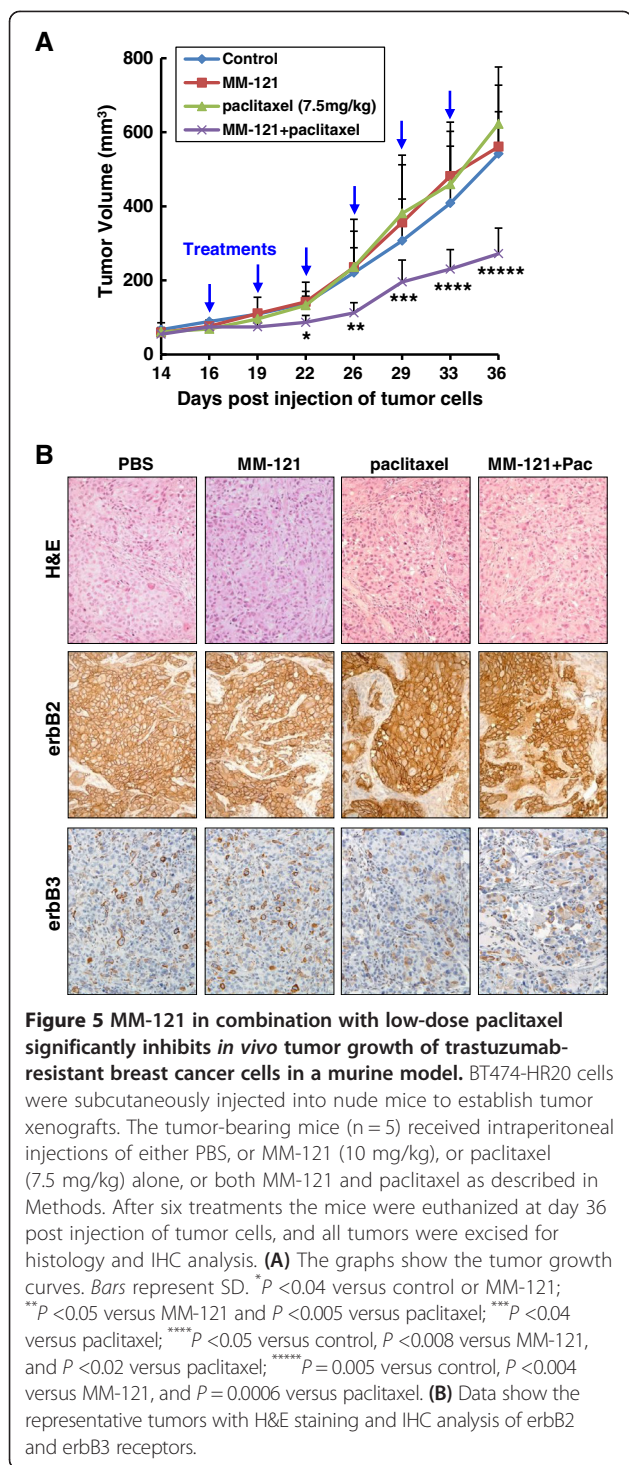 A
800
600
400
200
0
Tumor Volume (mm³)
Control
MM-121
paclitaxel (7.5mg/kg)
MM-121+paclitaxel
Treatments
*
**
***
****
*****
14 16 19 22 26 29 33 36
Days post injection of tumor cells
B
PBS MM-121 paclitaxel MM-121+Pac
H&E
erbB2
erbB3
Figure 5 MM-121 in combination with low-dose paclitaxel
significantly inhibits in vivo tumor growth of trastuzumab-
resistant breast cancer cells in a murine model. BT474-HR20 cells
were subcutaneously injected into nude mice to establish tumor
xenografts. The tumor-bearing mice (n = 5) received intraperitoneal
injections of either PBS, or MM-121 (10 mg/kg), or paclitaxel
(7.5 mg/kg) alone, or both MM-121 and paclitaxel as described in
Methods. After six treatments the mice were euthanized at day 36
post injection of tumor cells, and all tumors were excised for
histology and IHC analysis. (A) The graphs show the tumor growth
curves. Bars represent SD. *P <0.04 versus control or MM-121;
**P <0.05 versus MM-121 and P <0.005 versus paclitaxel; ***P <0.04
versus paclitaxel; ****P <0.05 versus control, P <0.008 versus MM-121,
and P <0.02 versus paclitaxel; *****P = 0.005 versus control, P <0.004
versus MM-121, and P = 0.0006 versus paclitaxel. (B) Data show the
representative tumors with H&E staining and IHC analysis of erbB2
and erbB3 receptors.